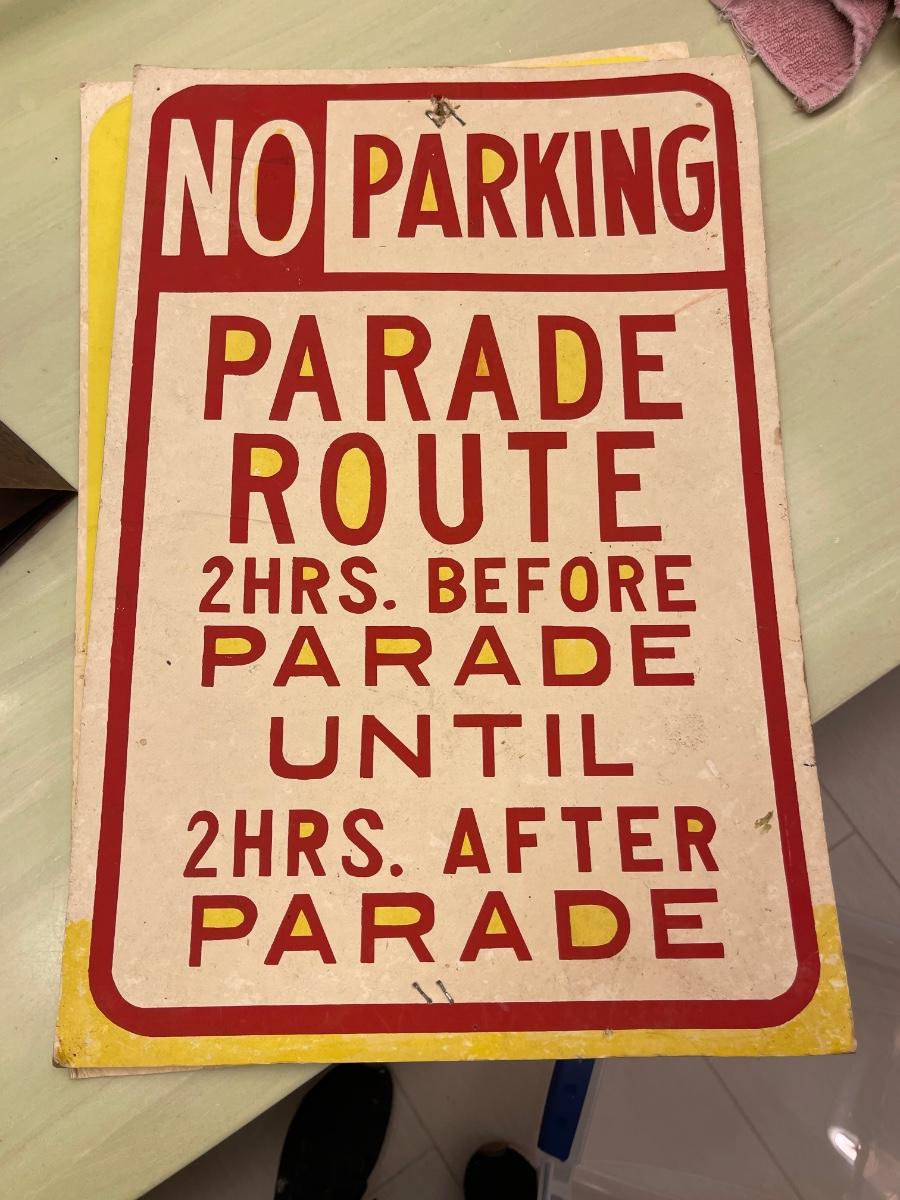 NO PARKING
PARADE
ROUTE
2HRS. BEFORE
PARADE
UNTIL
2HRS. AFTER
PARADE